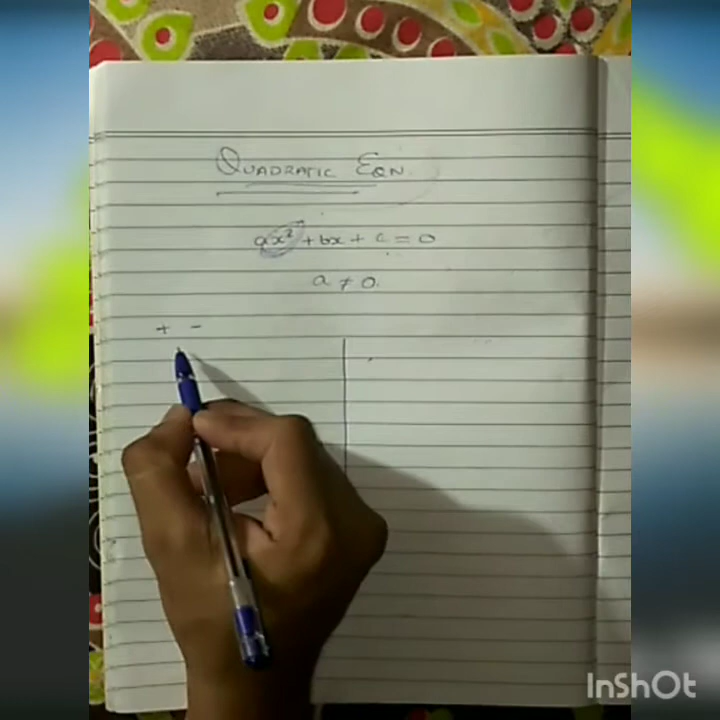 QUADRATIC EQN.
ax² + bx + c = 0
a ≠ 0.
+ -
InShOt